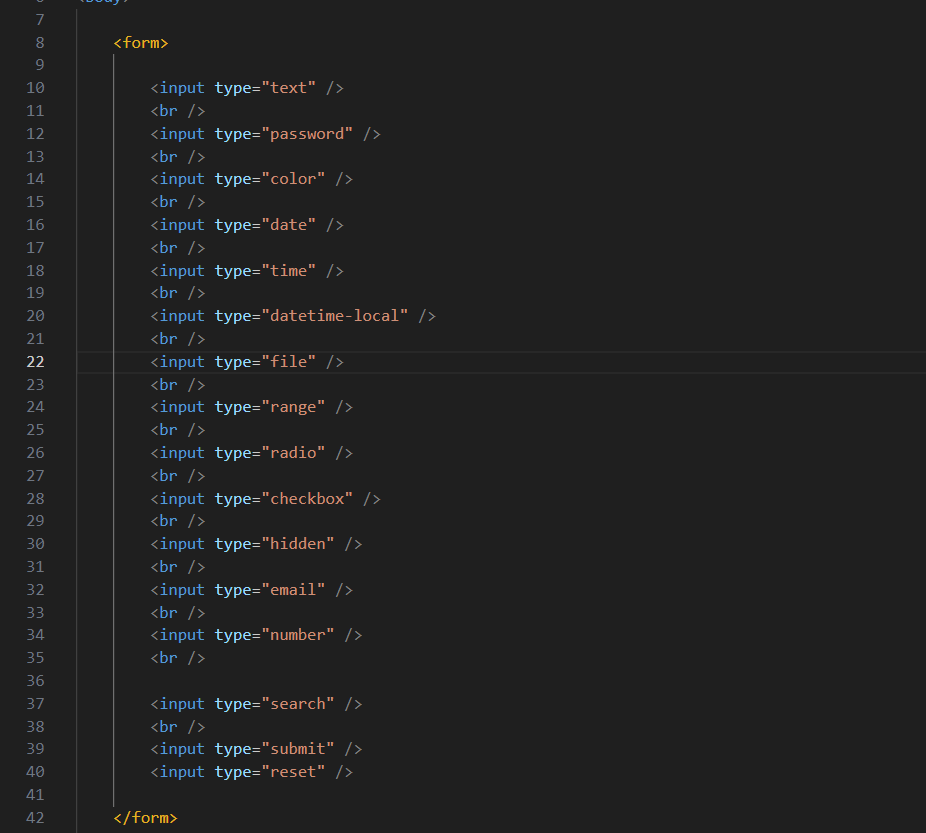 <body>
7
8 <form>
9
10 <input type="text" />
11 <br />
12 <input type="password" />
13 <br />
14 <input type="color" />
15 <br />
16 <input type="date" />
17 <br />
18 <input type="time" />
19 <br />
20 <input type="datetime-local" />
21 <br />
22 <input type="file" />
23 <br />
24 <input type="range" />
25 <br />
26 <input type="radio" />
27 <br />
28 <input type="checkbox" />
29 <br />
30 <input type="hidden" />
31 <br />
32 <input type="email" />
33 <br />
34 <input type="number" />
35 <br />
36
37 <input type="search" />
38 <br />
39 <input type="submit" />
40 <input type="reset" />
41
42 </form>